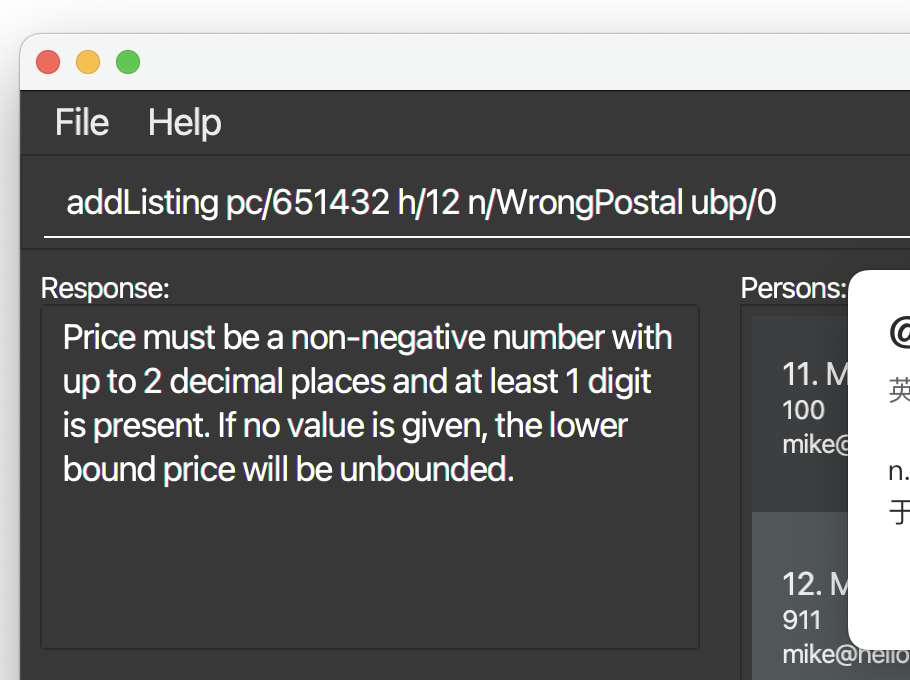 File Help
addListing pc/651432 h/12 n/WrongPostal ubp/0
Response:
Price must be a non-negative number with
up to 2 decimal places and at least 1 digit
is present. If no value is given, the lower
bound price will be unbounded.
Persons:
11. M
100
mike@
12. M
911
mike@hello
@
英
n.
于